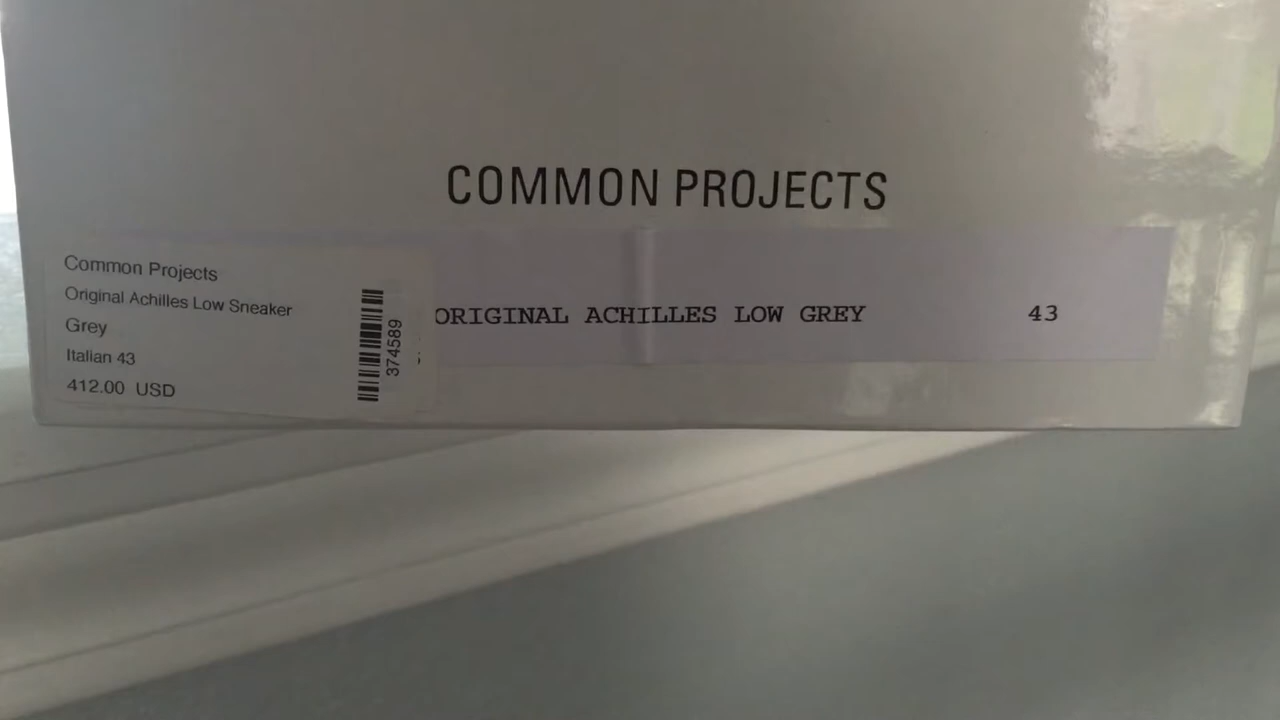 COMMON PROJECTS
Common Projects
Original Achilles Low Sneaker
Grey
Italian 43
412.00 USD
374589
ORIGINAL ACHILLES LOW GREY 43